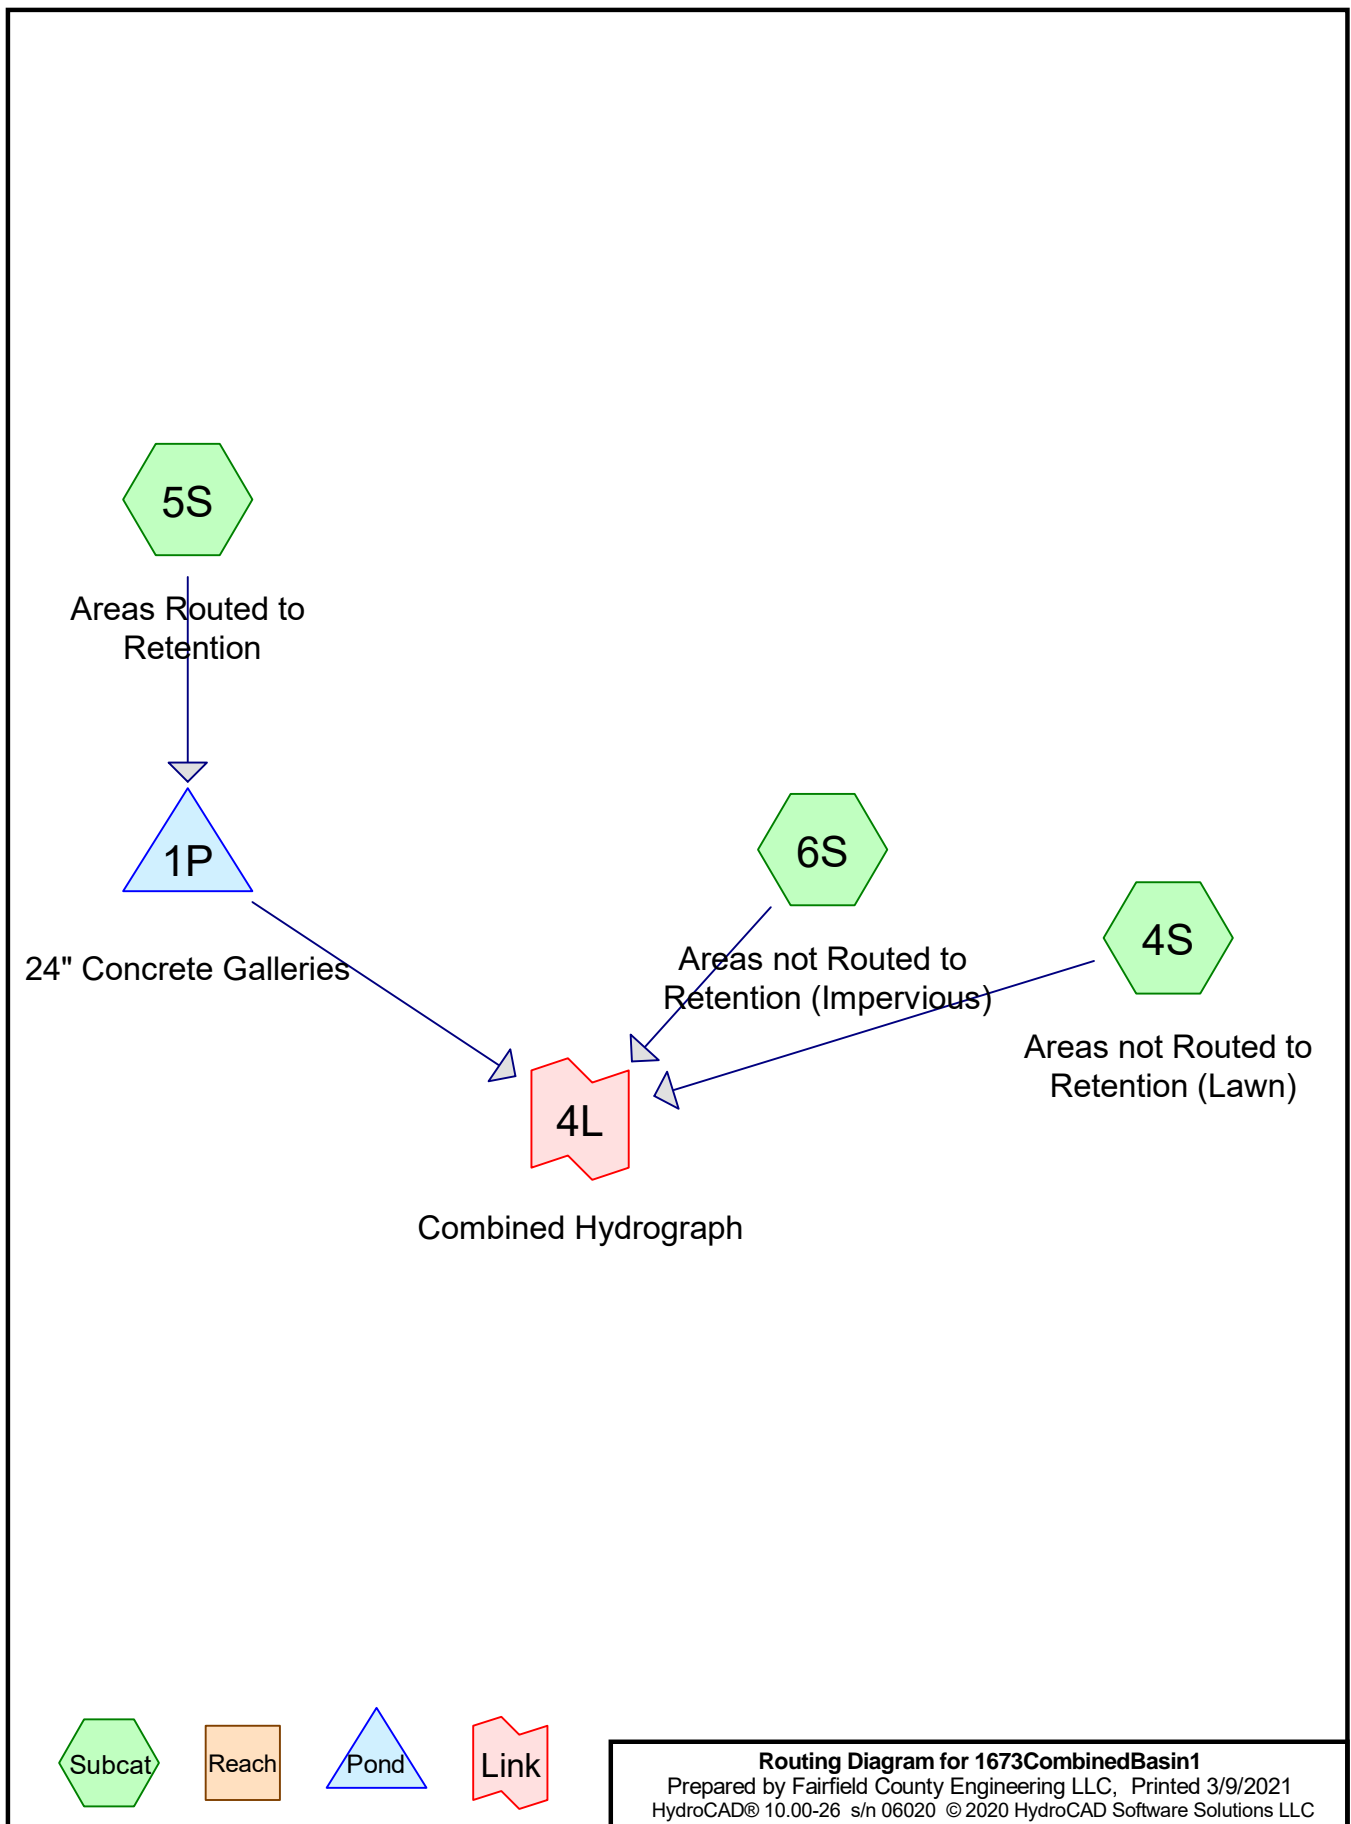 5S
Areas Routed to
Retention
1P
24" Concrete Galleries
6S
Areas not Routed to
Retention (Impervious)
4S
Areas not Routed to
Retention (Lawn)
4L
Combined Hydrograph
Subcat
Reach
Pond
Link
Routing Diagram for 1673CombinedBasin1
Prepared by Fairfield County Engineering LLC, Printed 3/9/2021
HydroCAD® 10.00-26 s/n 06020 © 2020 HydroCAD Software Solutions LLC